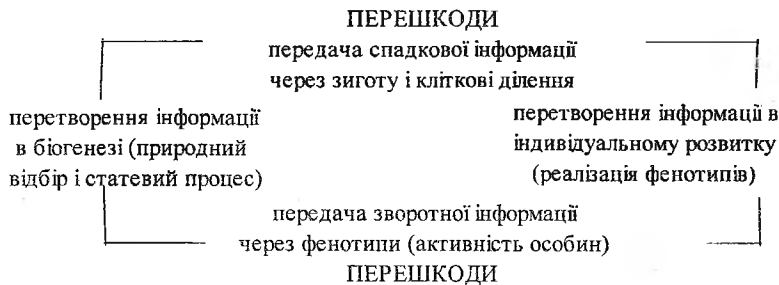 ПЕРЕШКОДИ
передача спадкової інформації
через зиготу і кліткові ділення
перетворення інформації
в біогенезі (природний
відбір і статевий процес)
перетворення інформації в
індивідуальному розвитку
(реалізація фенотипів)
передача зворотної інформації
через фенотипи (активність особин)
ПЕРЕШКОДИ